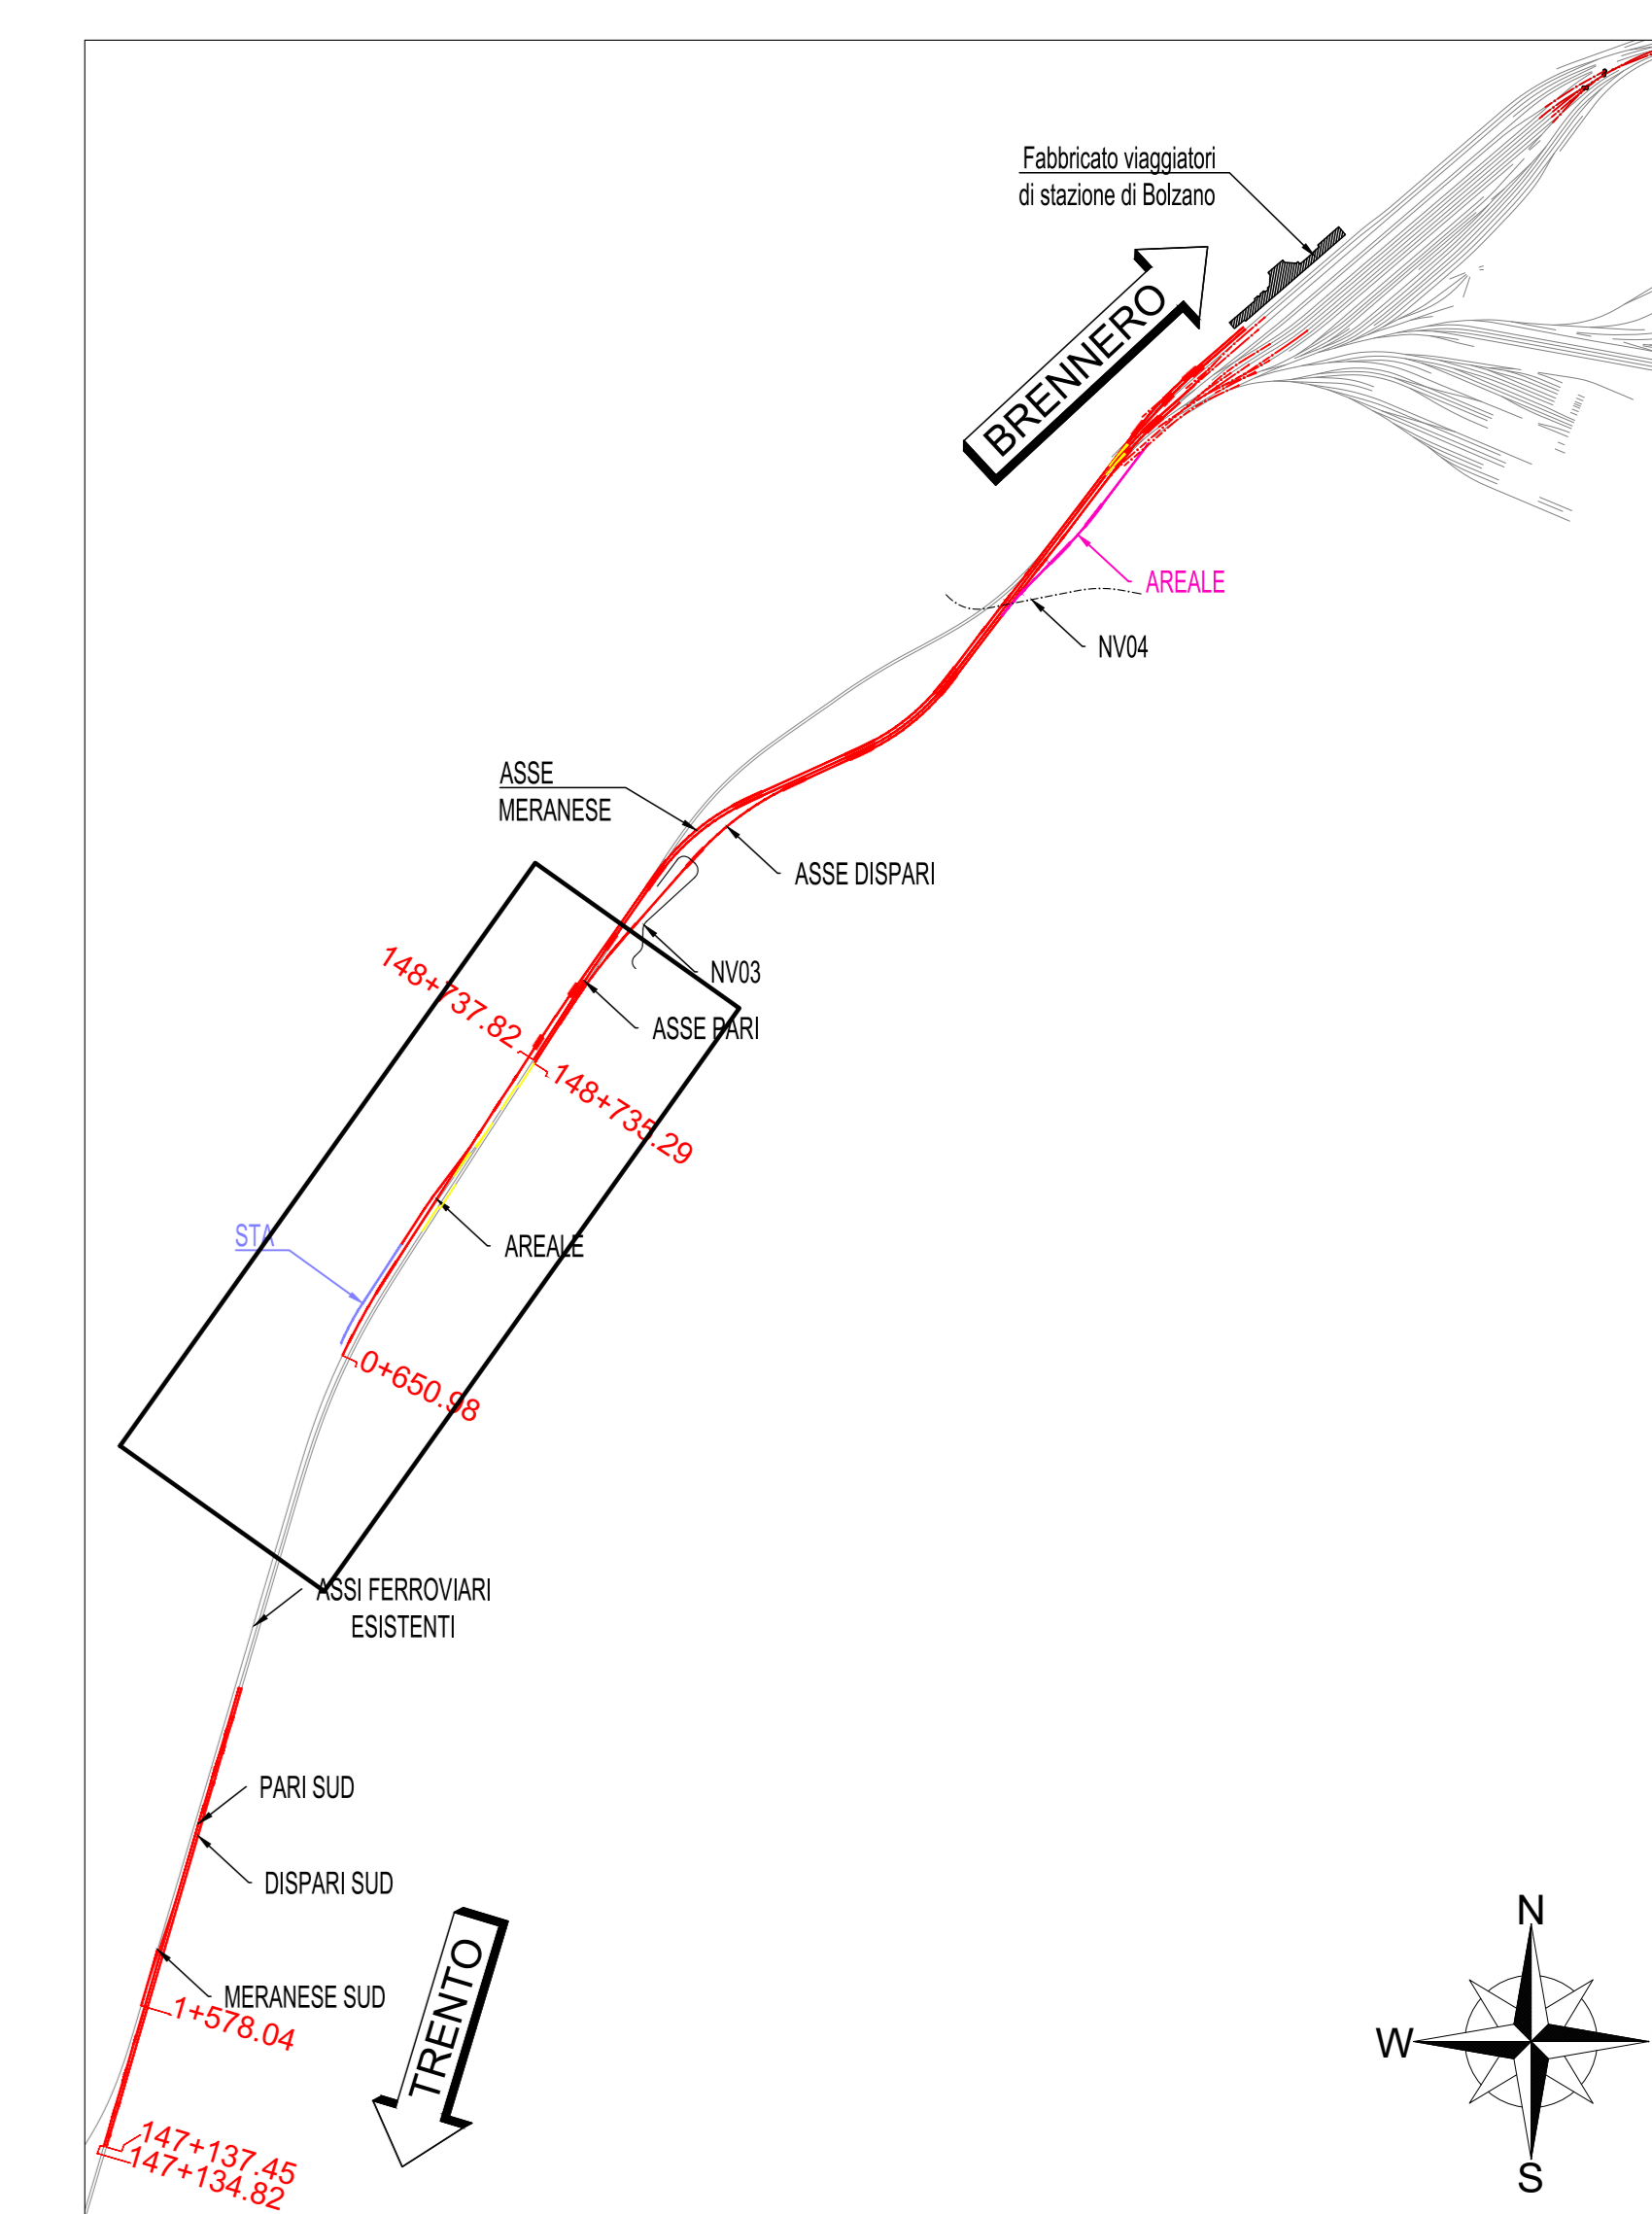 Fabbricato viaggiatori
di stazione di Bolzano
BRENNERO
AREALE
NV04
ASSE
MERANESE
ASSE DISPARI
NV03
148+737.82
ASSE PARI
148+735.29
STA
AREALE
0+650.98
ASSI FERROVIARI
ESISTENTI
PARI SUD
DISPARI SUD
MERANESE SUD
1+578.04
TRENTO
147+137.45
147+134.82
N
W
S